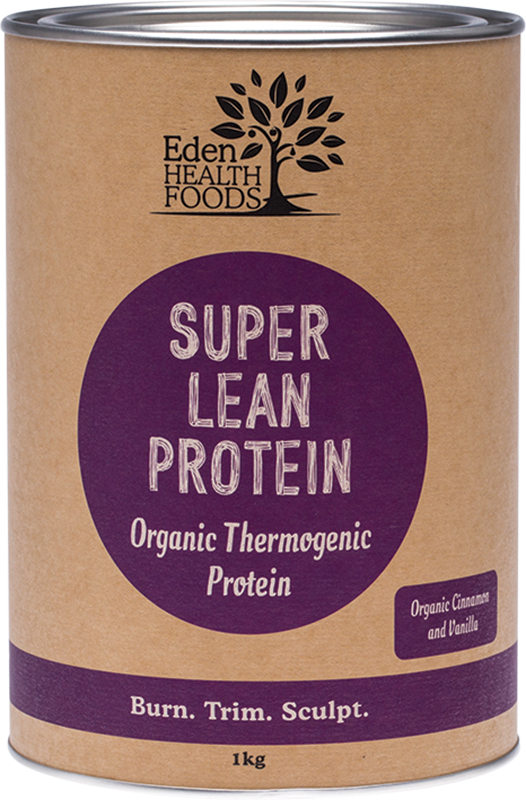 Eden
HEALTH
FOODS
SUPER
LEAN
PROTEIN
Organic Thermogenic
Protein
Organic Cinnamon
and Vanilla
Burn. Trim. Sculpt.
1kg